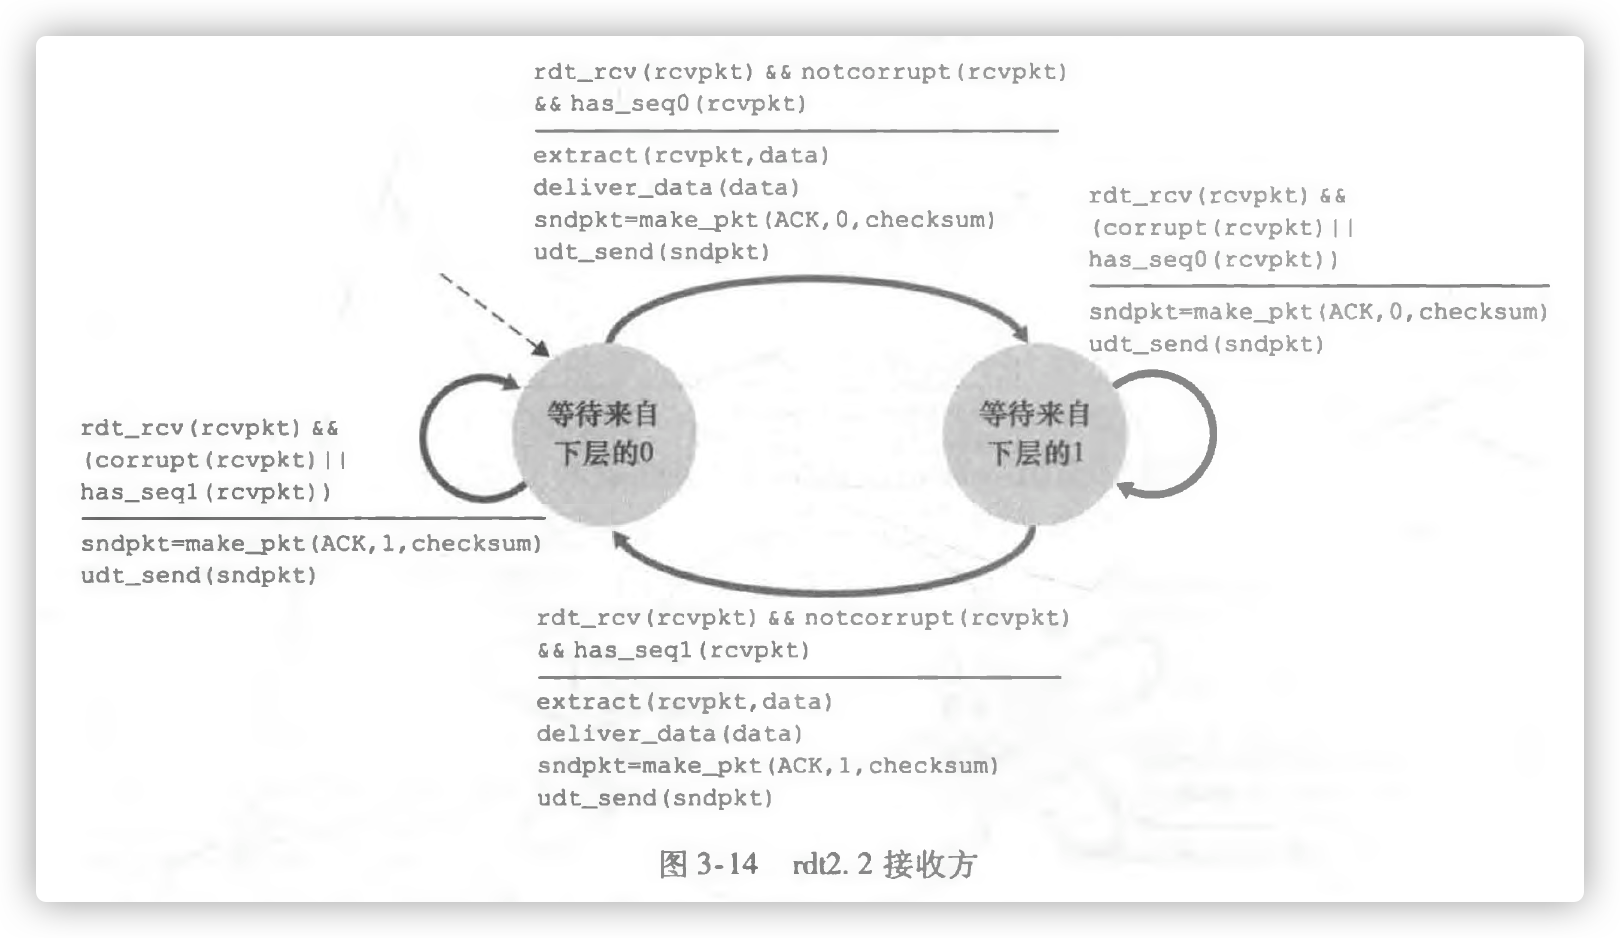 rdt_rcv(rcvpkt) && notcorrupt(rcvpkt)
&& has_seq0(rcvpkt)
extract(rcvpkt,data)
deliver_data(data)
sndpkt=make_pkt(ACK,0,checksum)
udt_send(sndpkt)
rdt_rcv(rcvpkt) &&
(corrupt(rcvpkt)||
has_seq0(rcvpkt))
sndpkt=make_pkt(ACK,0,checksum)
udt_send(sndpkt)
等待来自
下层的0
等待来自
下层的1
rdt_rcv(rcvpkt) &&
(corrupt(rcvpkt)||
has_seq1(rcvpkt))
sndpkt=make_pkt(ACK,1,checksum)
udt_send(sndpkt)
rdt_rcv(rcvpkt) && notcorrupt(rcvpkt)
&& has_seq1(rcvpkt)
extract(rcvpkt,data)
deliver_data(data)
sndpkt=make_pkt(ACK,1,checksum)
udt_send(sndpkt)
图 3-14 rdt2.2 接收方